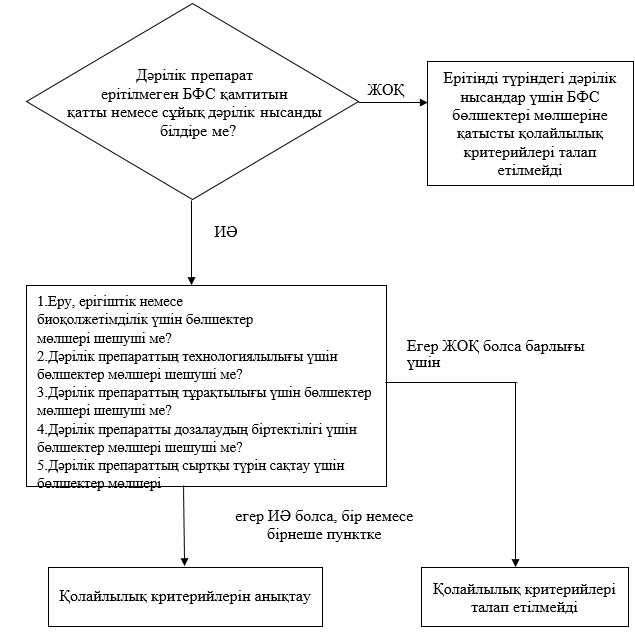 Дәрілік препарат
ерітілмеген БФС қамтитын
қатты немесе сұйық дәрілік нысанды
білдіре ме?
ЖОҚ
Ерітінді түріндегі дәрілік
нысандар үшін БФС
бөлшектері мөлшеріне
қатысты қолайлылық
критерийлері талап
етілмейді
ИӘ
1.Еру, ерігіштік немесе
биоқолжетімділік үшін бөлшектер
мөлшері шешуші ме?
2.Дәрілік препараттың технологиялылығы үшін
бөлшектер мөлшері шешуші ме?
3.Дәрілік препараттың тұрақтылығы үшін бөлшектер
мөлшері шешуші ме?
4.Дәрілік препаратты дозалаудың біртектілігі үшін
бөлшектер мөлшері шешуші ме?
5.Дәрілік препараттың сыртқы түрін сақтау үшін
бөлшектер мөлшері
Егер ЖОҚ болса барлығы
үшін
егер ИӘ болса, бір немесе
бірнеше пунктке
Қолайлылық критерийлерін анықтау
Қолайлылық критерийлері
талап етілмейді